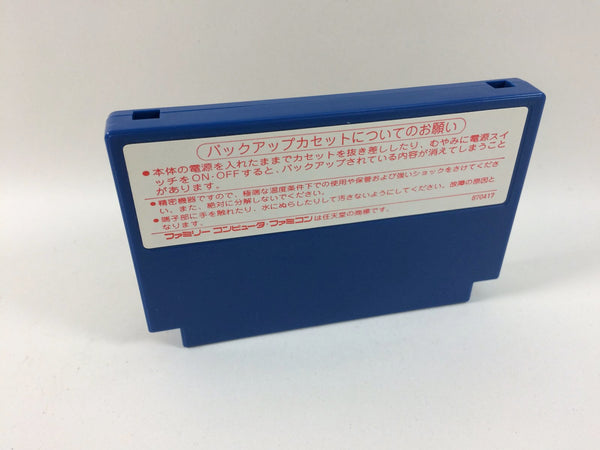 バックアップカセットについてのお願い
●本体の電源を入れたままでカセットを抜き差ししたり、むやみに電源スイ
ッチをON・OFFすると、バックアップされている内容が消えてしまうこと
があります。
●精密機器ですので、極端な温度条件下での使用や保管および強いショックをさけてくださ
い。また、絶対に分解しないでください。
●端子部に手を触れたり、水にぬらしたりして汚さないようにしてください。故障の原因と
なります。
870417
ファミリー コンピュータ・ファミコンは任天堂の商標です。